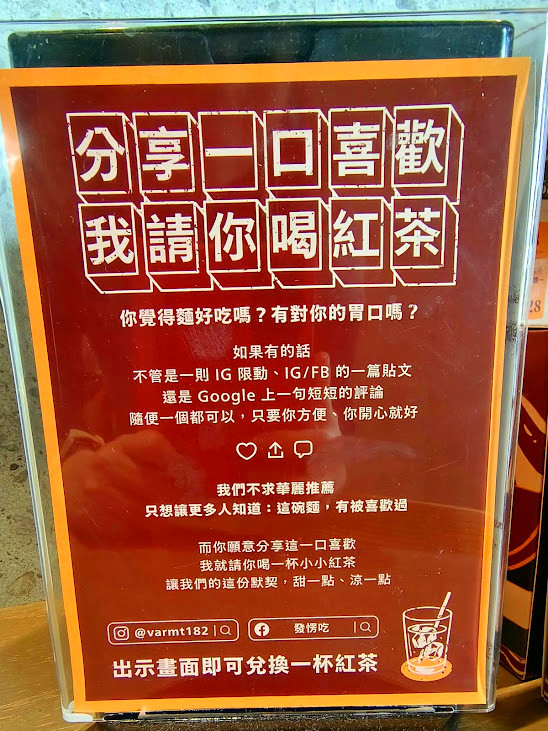 分享一口喜歡
我請你喝紅茶
你覺得麵好吃嗎？有對你的胃口嗎？
如果有的話
不管是一則 IG 限動、IG/FB 的一篇貼文
還是 Google 上一句短短的評論
隨便一個都可以，只要你方便、你開心就好
我們不求華麗推薦
只想讓更多人知道：這碗麵，有被喜歡過
而你願意分享這一口喜歡
我就請你喝一杯小小紅茶
讓我們的這份默契，甜一點、涼一點
@varmt182
發愣吃
出示畫面即可兌換一杯紅茶
28